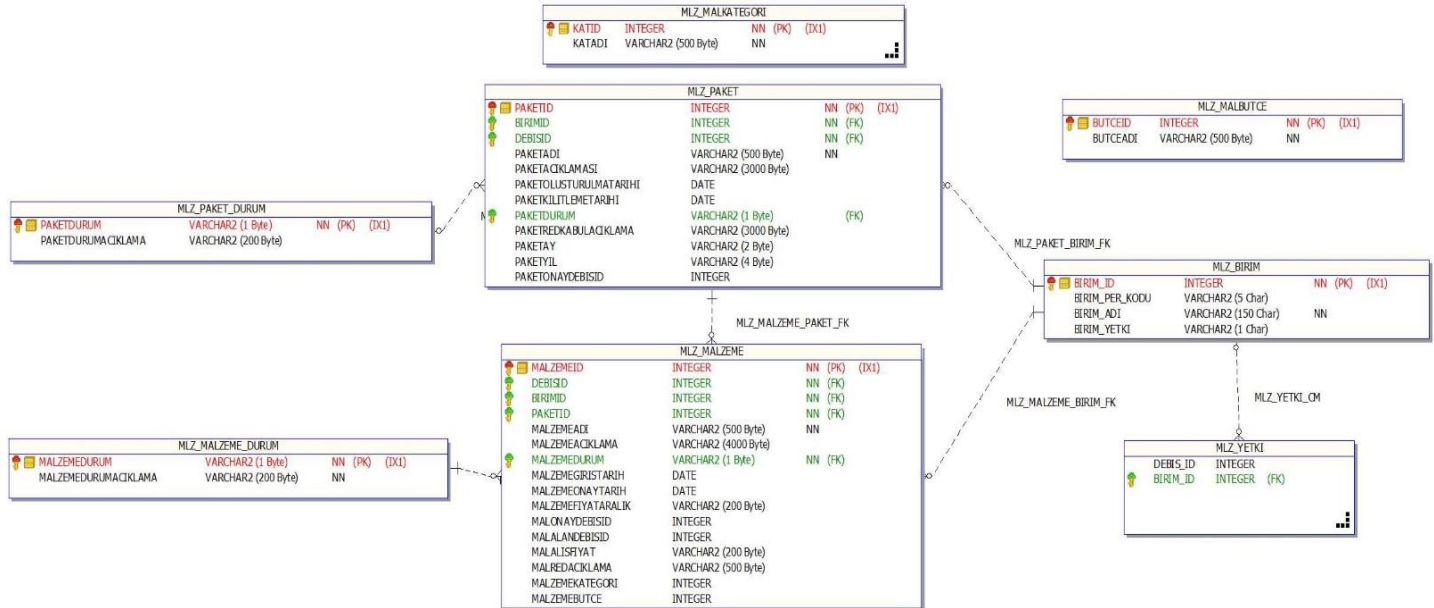 MLZ_MALKATEGORI
KATID INTEGER NN (PK) (IX1)
KATADI VARCHAR2 (500 Byte) NN
MLZ_PAKET
PAKETID INTEGER NN (PK) (IX1)
BIRIMID INTEGER NN (FK)
DEBISID INTEGER NN (FK)
PAKETADI VARCHAR2 (500 Byte) NN
PAKETACIKLAMASI VARCHAR2 (3000 Byte)
PAKETOLUSTURULMATARIHI DATE
PAKETKILITLEMETARIHI DATE
PAKETDURUM VARCHAR2 (1 Byte) (FK)
PAKETREDKABULACIKLAMA VARCHAR2 (3000 Byte)
PAKETAY VARCHAR2 (2 Byte)
PAKETYIL VARCHAR2 (4 Byte)
PAKETONAYDEBISID INTEGER
MLZ_MALBUTCE
BUTCEID INTEGER NN (PK) (IX1)
BUTCEADI VARCHAR2 (500 Byte) NN
MLZ_PAKET_DURUM
PAKETDURUM VARCHAR2 (1 Byte) NN (PK) (IX1)
PAKETDURUMACIKLAMA VARCHAR2 (200 Byte)
MLZ_PAKET_BIRIM_FK
MLZ_BIRIM
BIRIM_ID INTEGER NN (PK) (IX1)
BIRIM_PER_KODU VARCHAR2 (5 Char)
BIRIM_ADI VARCHAR2 (150 Char) NN
BIRIM_YETKI VARCHAR2 (1 Char)
MLZ_MALZEME_PAKET_FK
MLZ_MALZEME
MALZEMEID INTEGER NN (PK) (IX1)
DEBISID INTEGER NN (FK)
BIRIMID INTEGER NN (FK)
PAKETID INTEGER NN (FK)
MALZEMEADI VARCHAR2 (500 Byte) NN
MALZEMEACIKLAMA VARCHAR2 (4000 Byte)
MALZEMEDURUM VARCHAR2 (1 Byte) NN (FK)
MALZEMEGIRISTARIH DATE
MALZEMEONAYTARIH DATE
MALZEMEFIYATARALIK VARCHAR2 (200 Byte)
MALONAYDEBISID INTEGER
MALALANDEBISID INTEGER
MALALISFIYAT VARCHAR2 (200 Byte)
MALREDACIKLAMA VARCHAR2 (500 Byte)
MALZEMEKATEGORI INTEGER
MALZEMEBUTCE INTEGER
MLZ_MALZEME_BIRIM_FK
MLZ_YETKI_CM
MLZ_MALZEME_DURUM
MALZEMEDURUM VARCHAR2 (1 Byte) NN (PK) (IX1)
MALZEMEDURUMACIKLAMA VARCHAR2 (200 Byte) NN
MLZ_YETKI
DEBIS_ID INTEGER
BIRIM_ID INTEGER (FK)